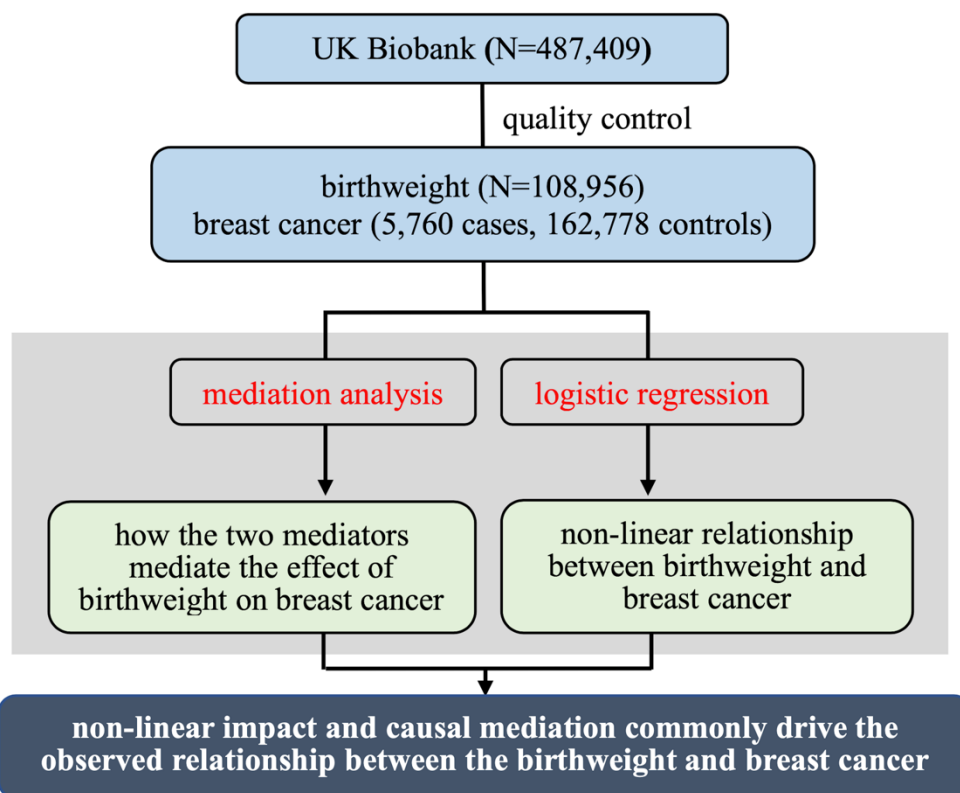 UK Biobank (N=487,409)
quality control
birthweight (N=108,956)
breast cancer (5,760 cases, 162,778 controls)
mediation analysis
logistic regression
how the two mediators
mediate the effect of
birthweight on breast cancer
non-linear relationship
between birthweight and
breast cancer
non-linear impact and causal mediation commonly drive the
observed relationship between the birthweight and breast cancer